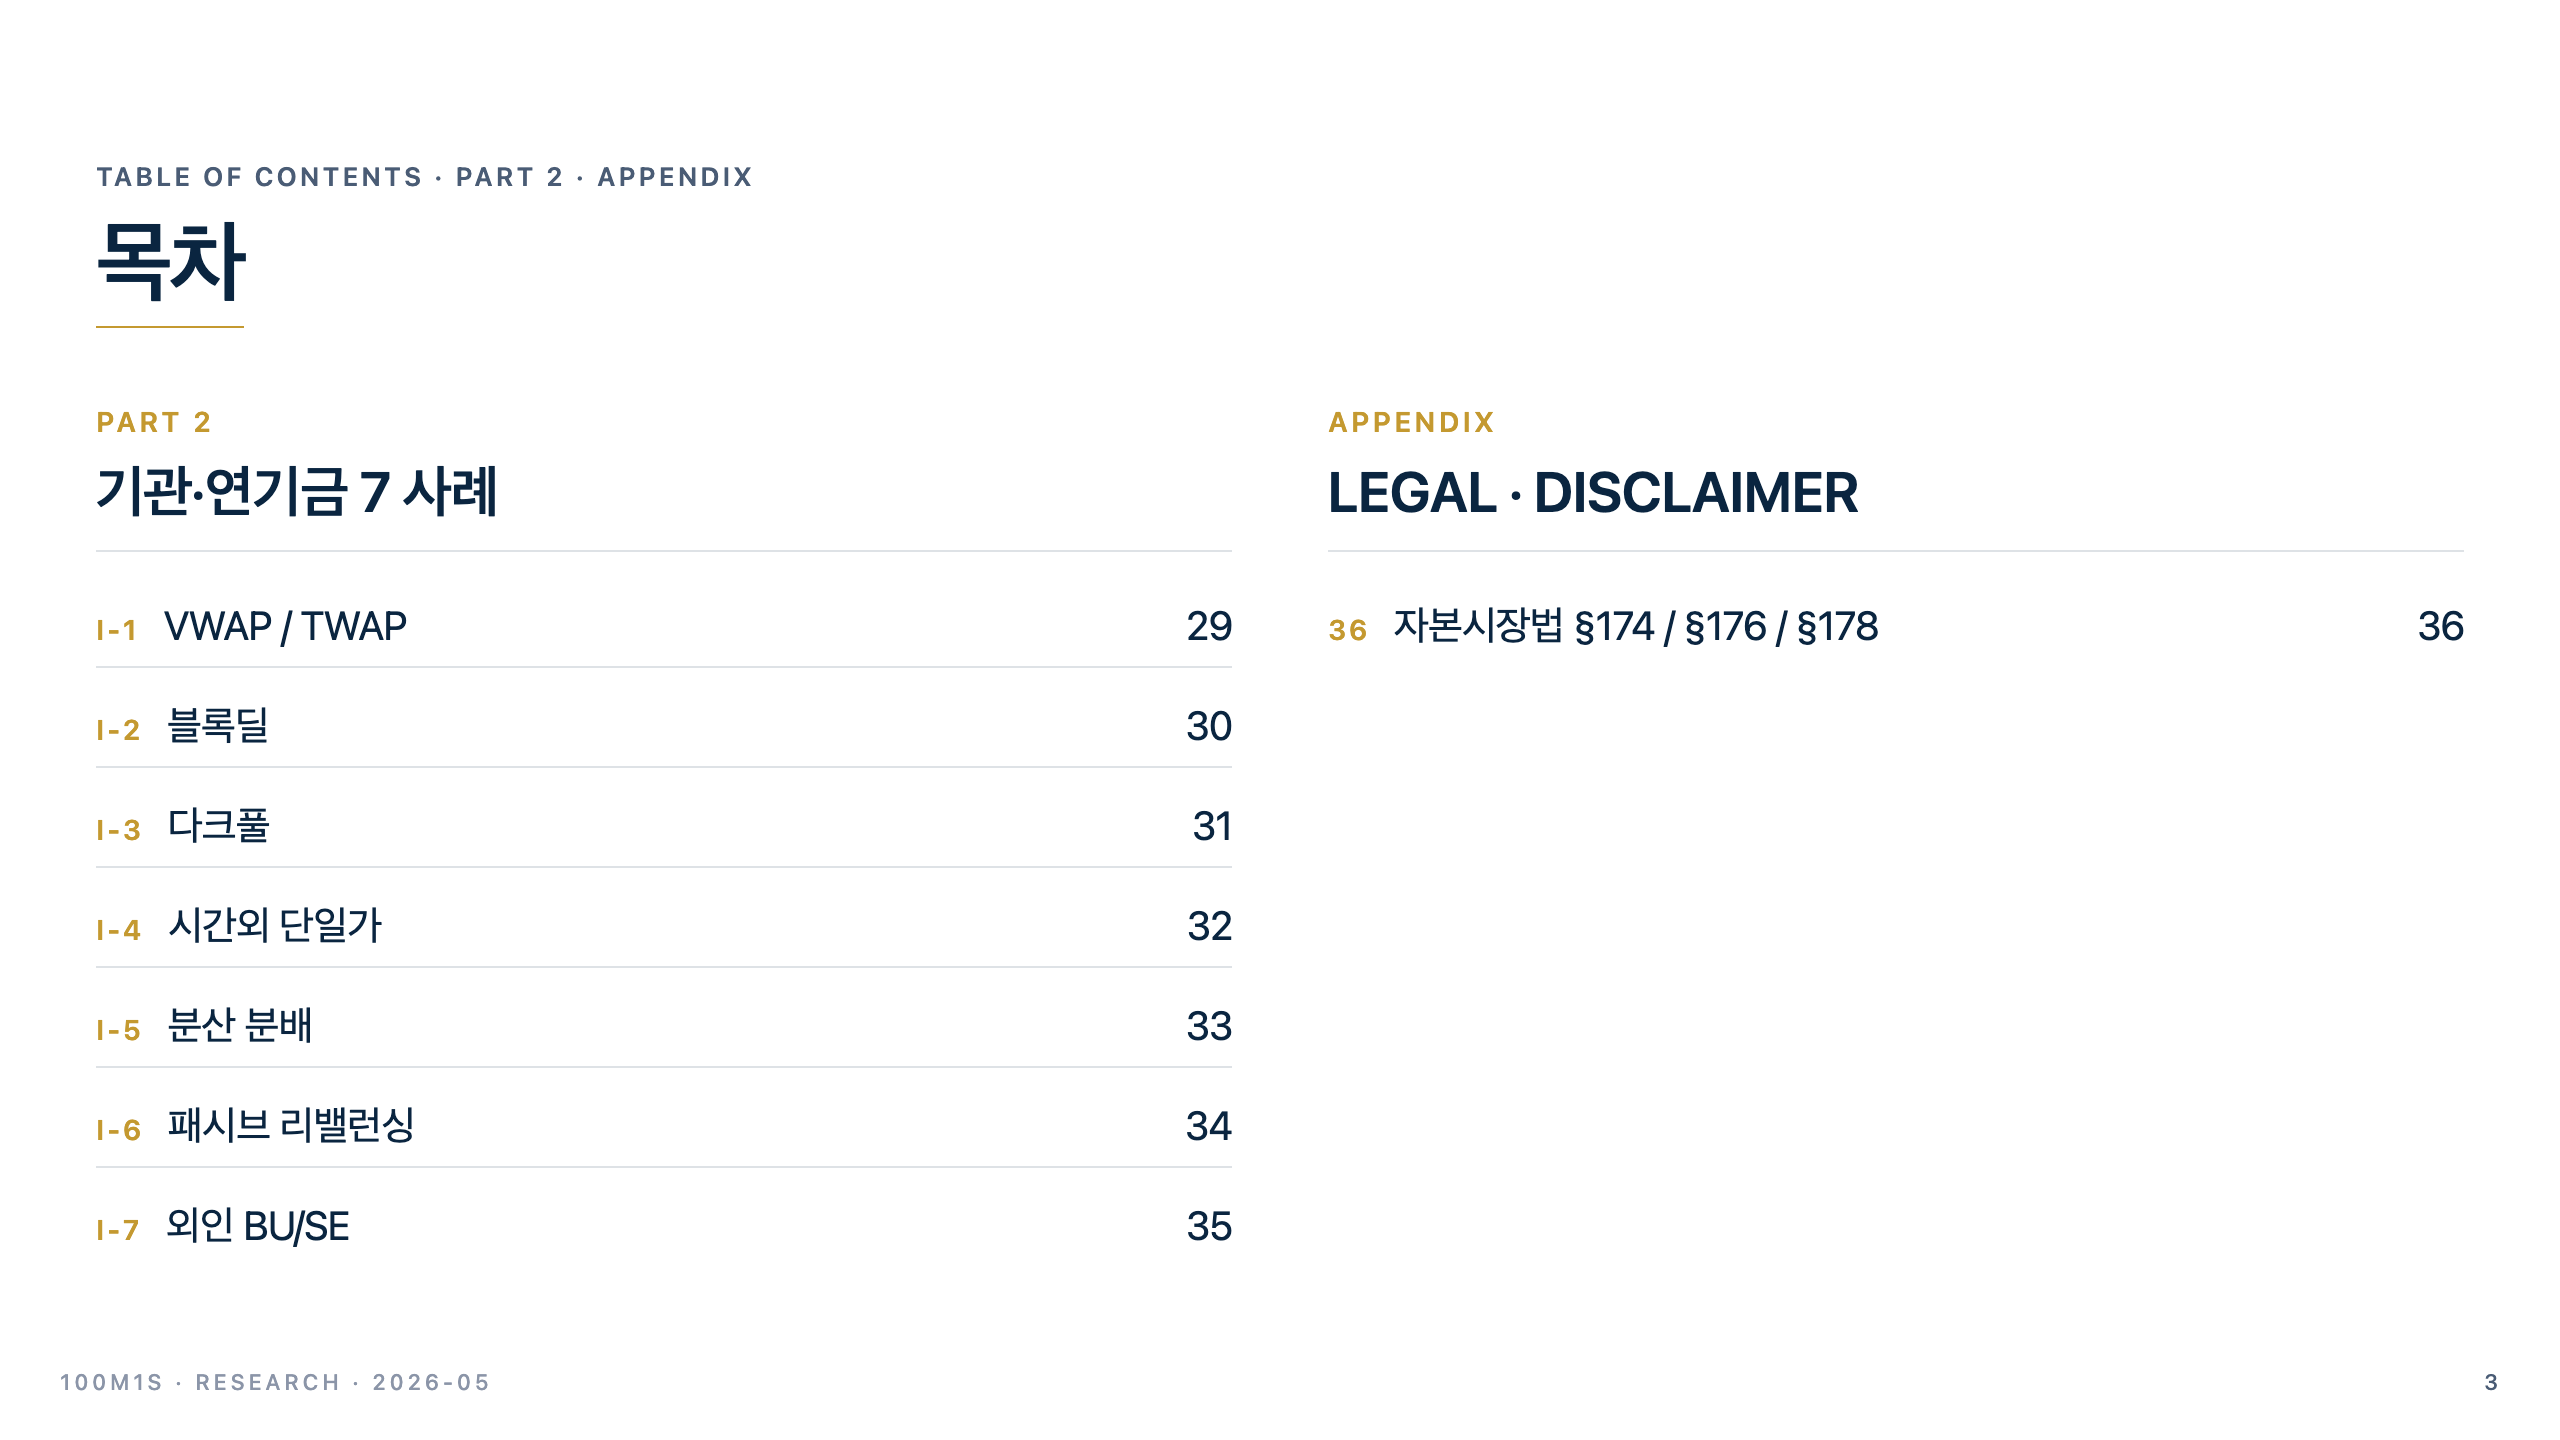 TABLE OF CONTENTS · PART 2 · APPENDIX
목차
PART 2
기관·연기금 7 사례
I-1 VWAP / TWAP 29
I-2 블록딜 30
I-3 다크풀 31
I-4 시간외 단일가 32
I-5 분산 분배 33
I-6 패시브 리밸런싱 34
I-7 외인 BU/SE 35
APPENDIX
LEGAL · DISCLAIMER
36 자본시장법 §174 / §176 / §178 36
100M1S · RESEARCH · 2026-05
3